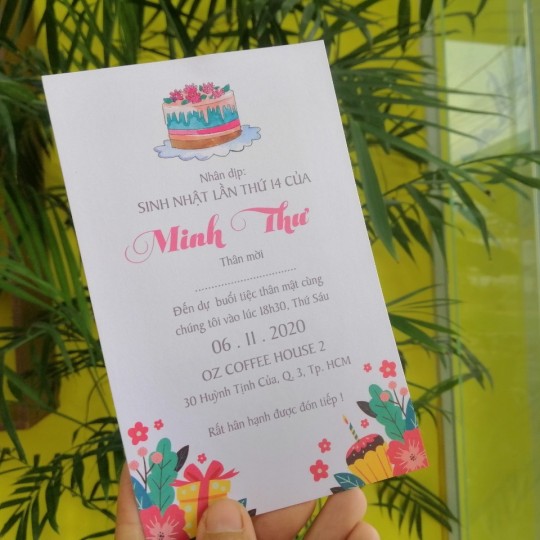 Nhân dịp:
SINH NHẬT LẦN THỨ 14 CỦA
Minh Thư
Thân mời
................................
Đến dự buổi tiệc thân mật cùng
chúng tôi vào lúc 18h30, Thứ Sáu
06 . 11 . 2020
OZ COFFEE HOUSE 2
30 Huỳnh Tịnh Của, Q. 3, Tp. HCM
Rất hân hạnh được đón tiếp !